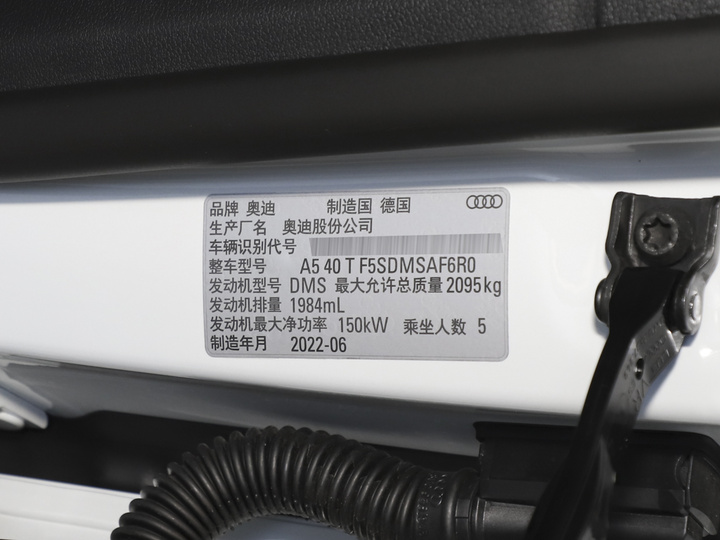 品牌 奥迪 制造国 德国
生产厂名 奥迪股份公司
车辆识别代号
整车型号 A5 40 T F5SDMSAF6R0
发动机型号 DMS 最大允许总质量 2095kg
发动机排量 1984mL
发动机最大净功率 150kW 乘坐人数 5
制造年月 2022-06